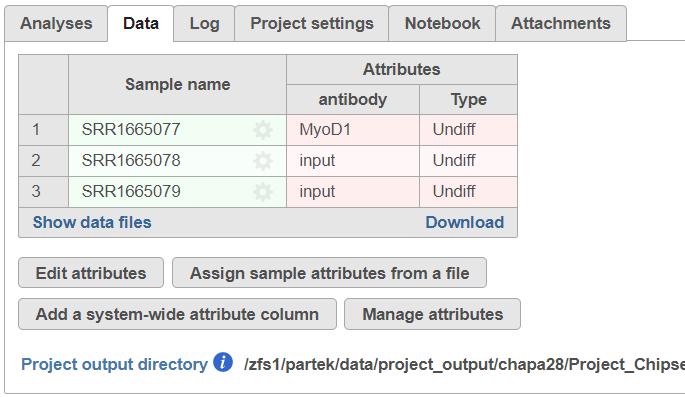 Analyses Data Log Project settings Notebook Attachments
Sample name Attributes
antibody Type
1 SRR1665077 MyoD1 Undiff
2 SRR1665078 input Undiff
3 SRR1665079 input Undiff
Show data files Download
Edit attributes Assign sample attributes from a file
Add a system-wide attribute column Manage attributes
Project output directory i /zfs1/partek/data/project_output/chapa28/Project_Chipse